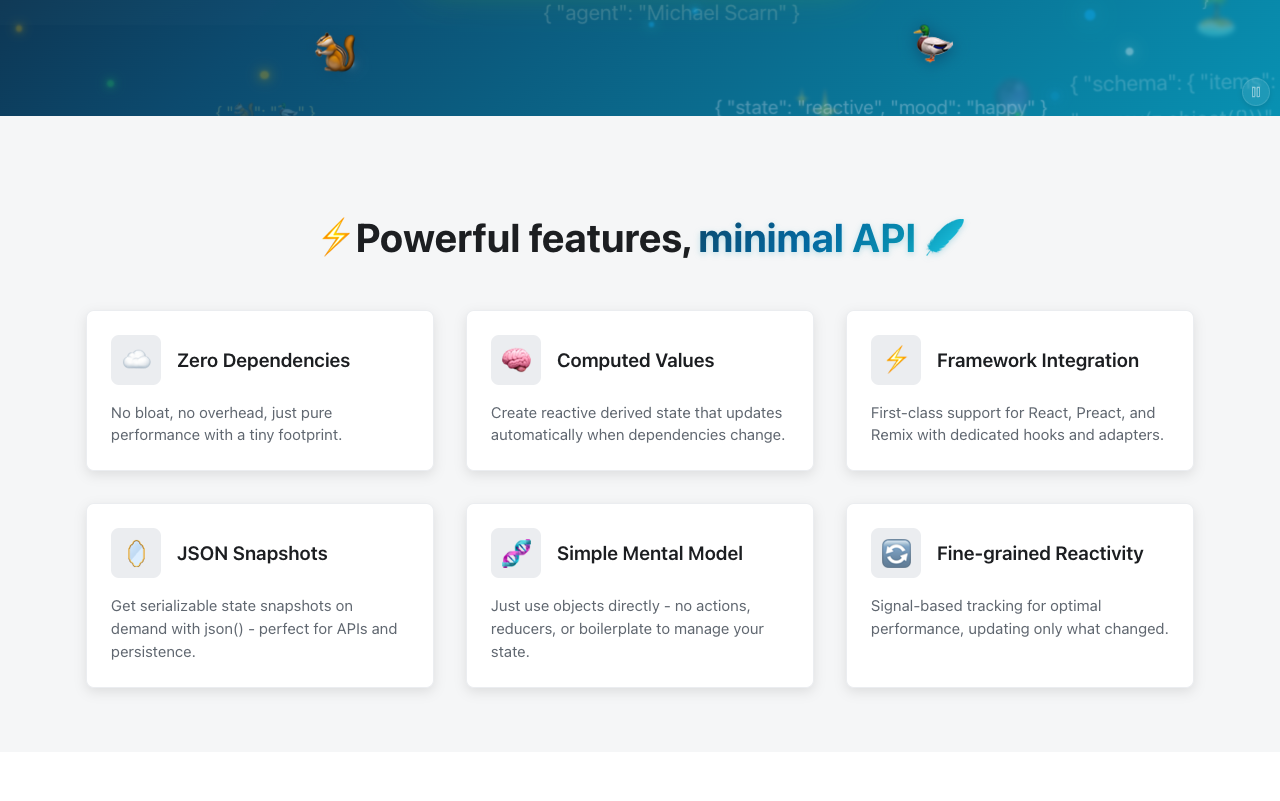 { "agent": "Michael Scarn" }
{ "schema": { "items":
{ "state": "reactive", "mood": "happy" }
Powerful features, minimal API
Zero Dependencies
No bloat, no overhead, just pure
performance with a tiny footprint.
Computed Values
Create reactive derived state that updates
automatically when dependencies change.
Framework Integration
First-class support for React, Preact, and
Remix with dedicated hooks and adapters.
JSON Snapshots
Get serializable state snapshots on
demand with json() - perfect for APIs and
persistence.
Simple Mental Model
Just use objects directly - no actions,
reducers, or boilerplate to manage your
state.
Fine-grained Reactivity
Signal-based tracking for optimal
performance, updating only what changed.